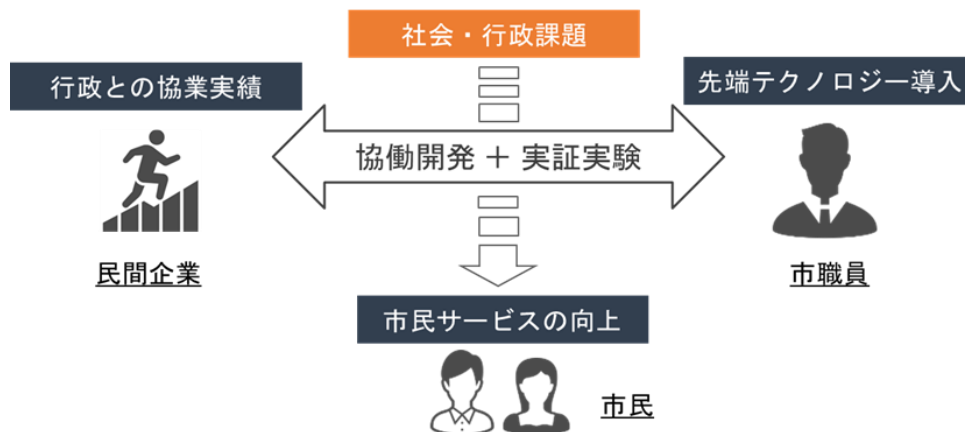 社会・行政課題
行政との協業実績
先端テクノロジー導入
協働開発 + 実証実験
民間企業
市職員
市民サービスの向上
市民